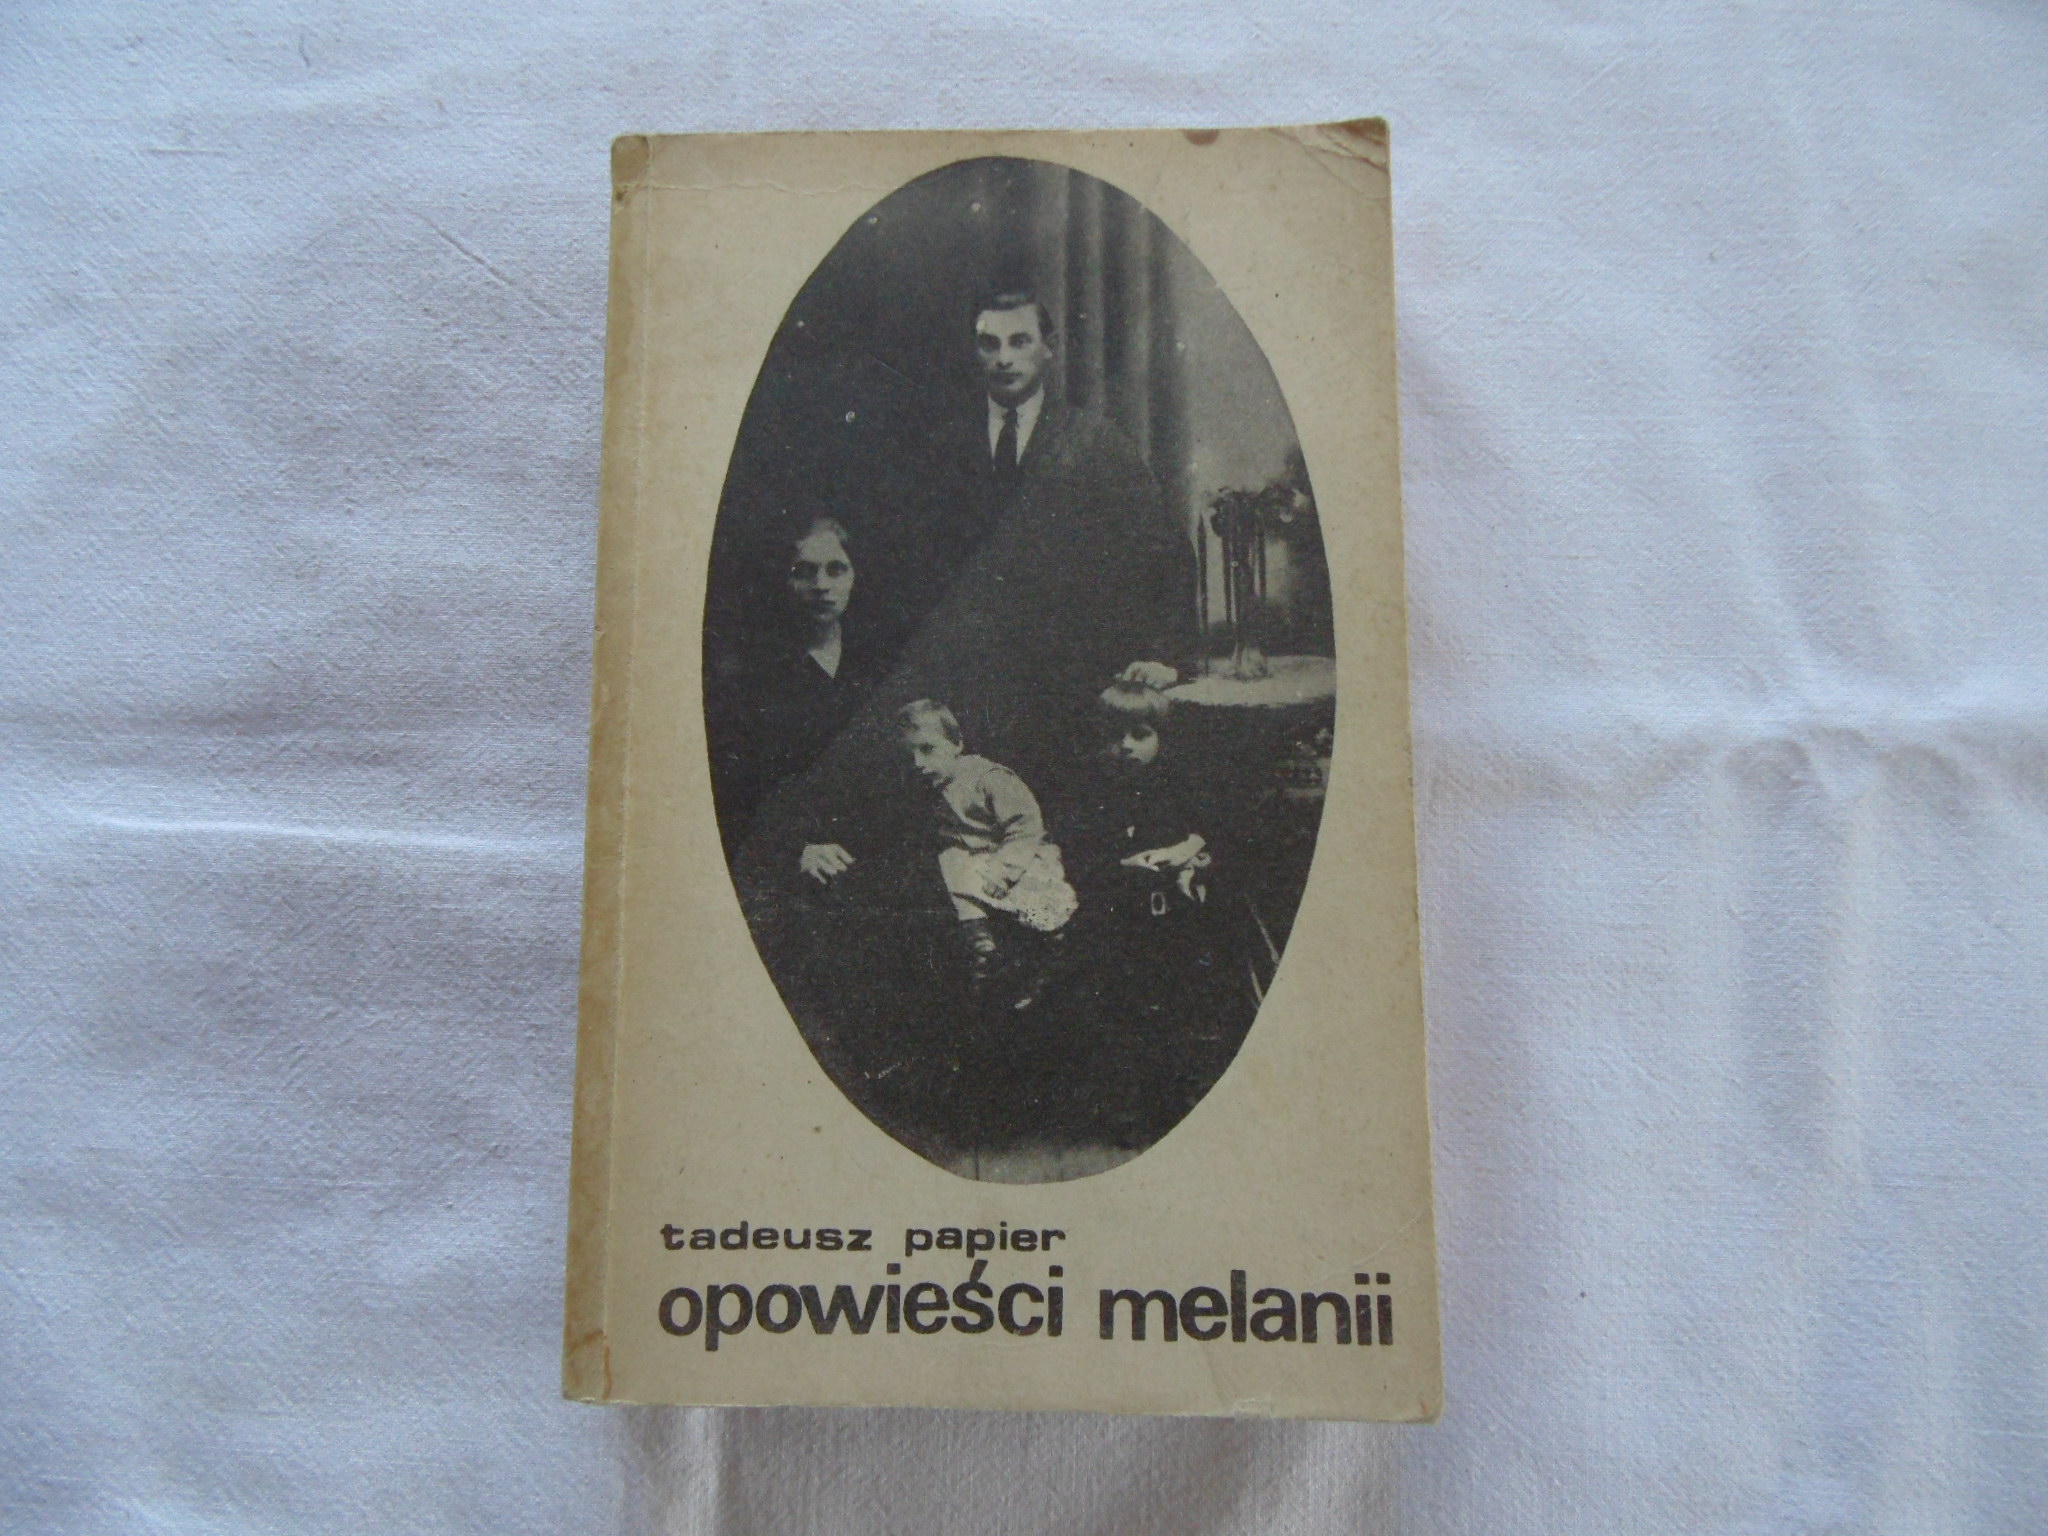 tadeusz papier
opowieści melanii